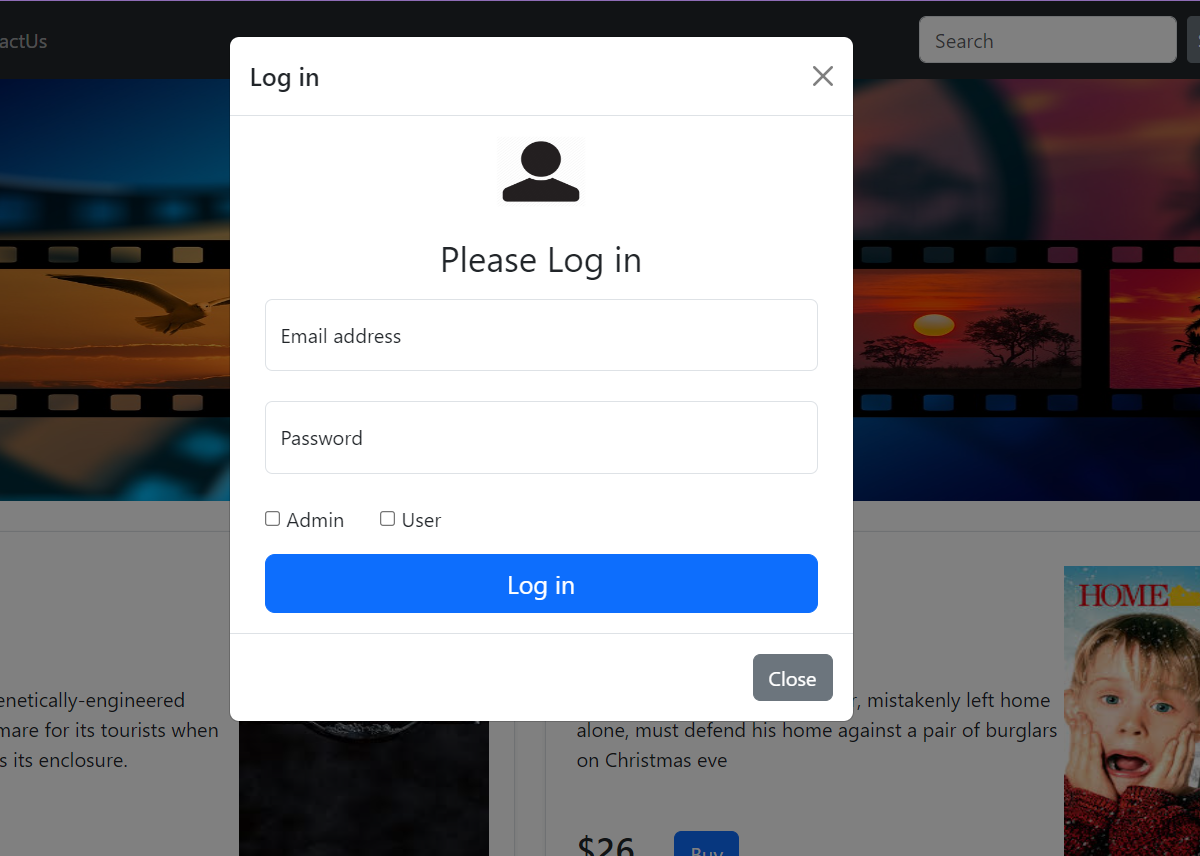 actUs
Search
Log in
Please Log in
Email address
Password
Admin
User
Log in
Close
enetically-engineered
mare for its tourists when
s its enclosure.
r, mistakenly left home
alone, must defend his home against a pair of burglars
on Christmas eve
$26
Buy
HOME